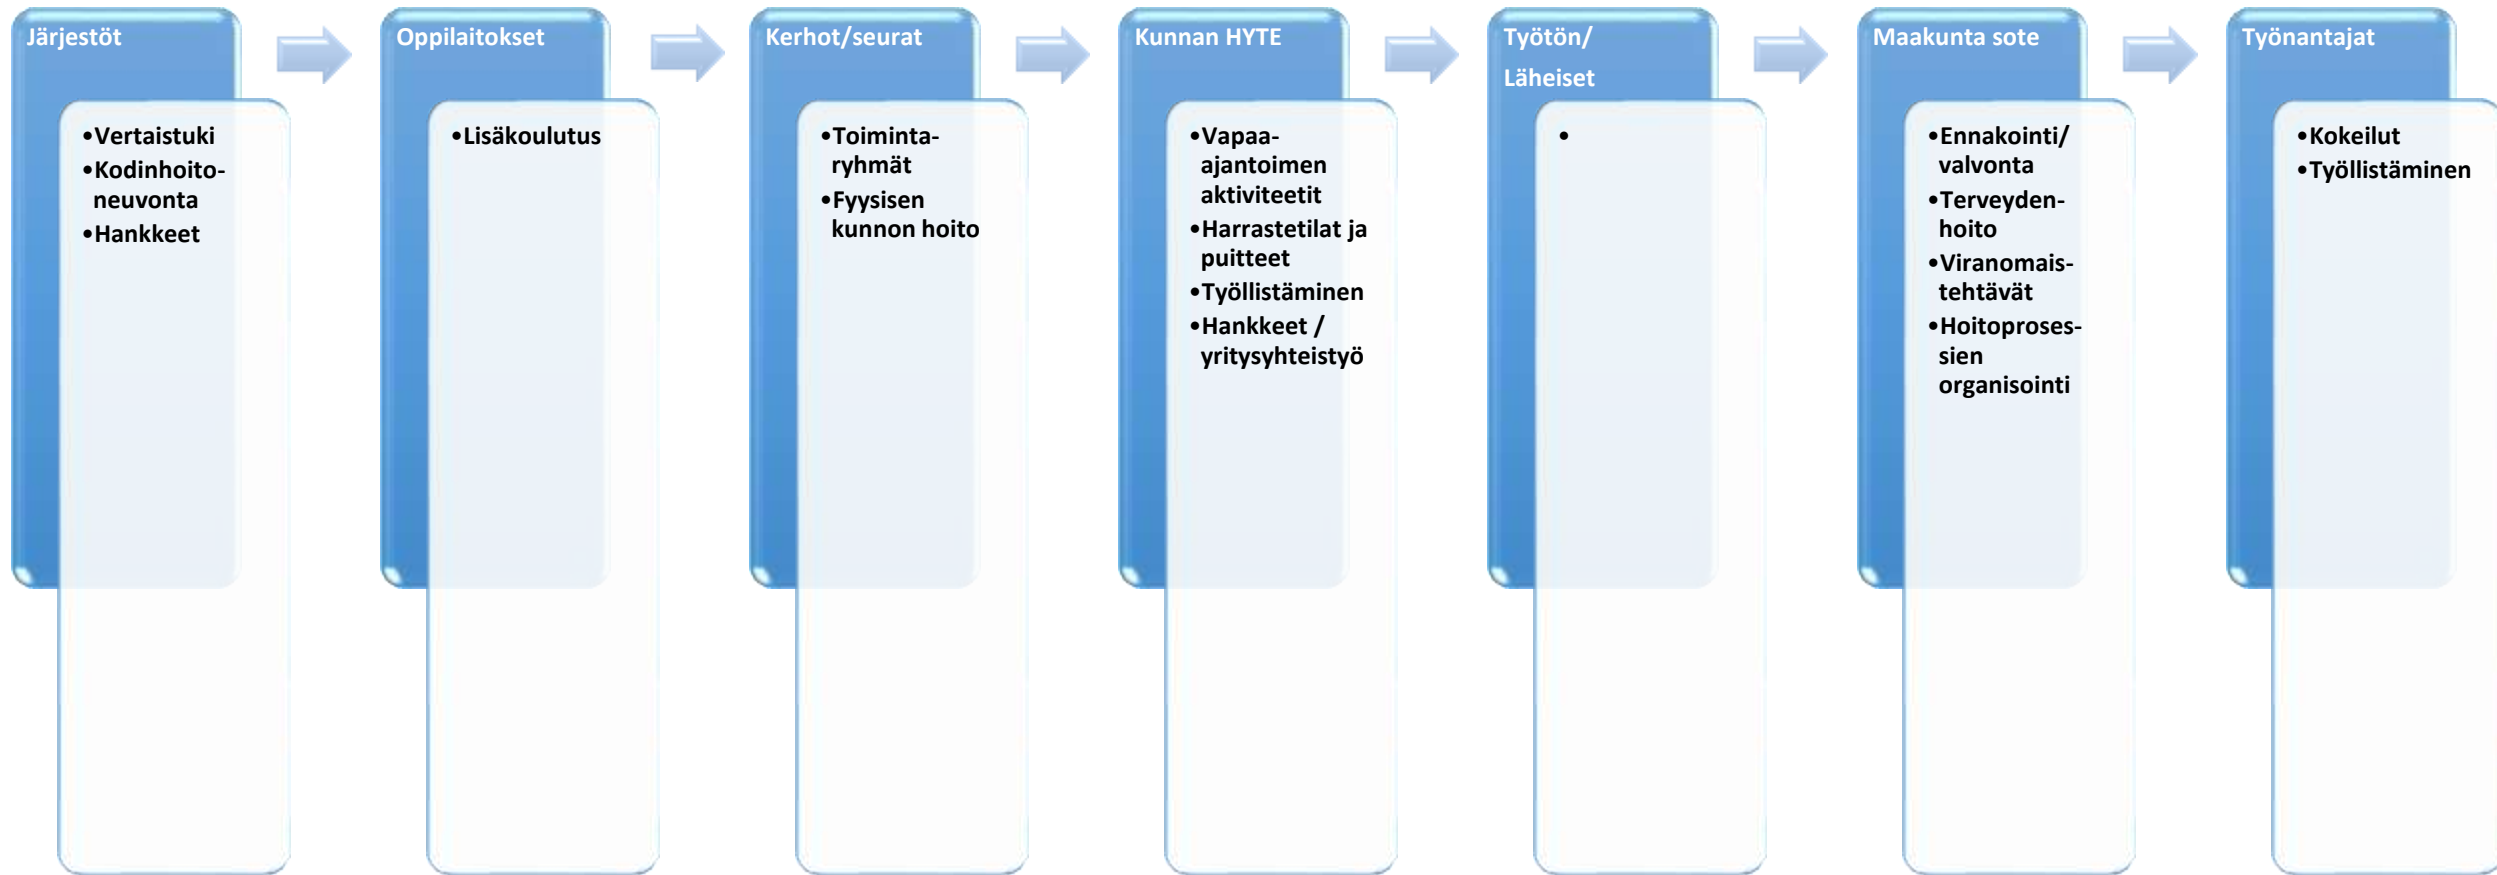 Järjestöt
•Vertaistuki
•Kodinhoito-
neuvonta
•Hankkeet
Oppilaitokset
•Lisäkoulutus
Kerhot/seurat
•Toiminta-
ryhmät
•Fyysisen
kunnon hoito
Kunnan HYTE
•Vapaa-
ajantoimen
aktiviteetit
•Harrastetilat ja
puitteet
•Työllistäminen
•Hankkeet /
yritysyhteistyö
Työtön/
Läheiset
•
Maakunta sote
•Ennakointi/
valvonta
•Terveyden-
hoito
•Viranomais-
tehtävät
•Hoitoproses-
sien
organisointi
Työnantajat
•Kokeilut
•Työllistäminen